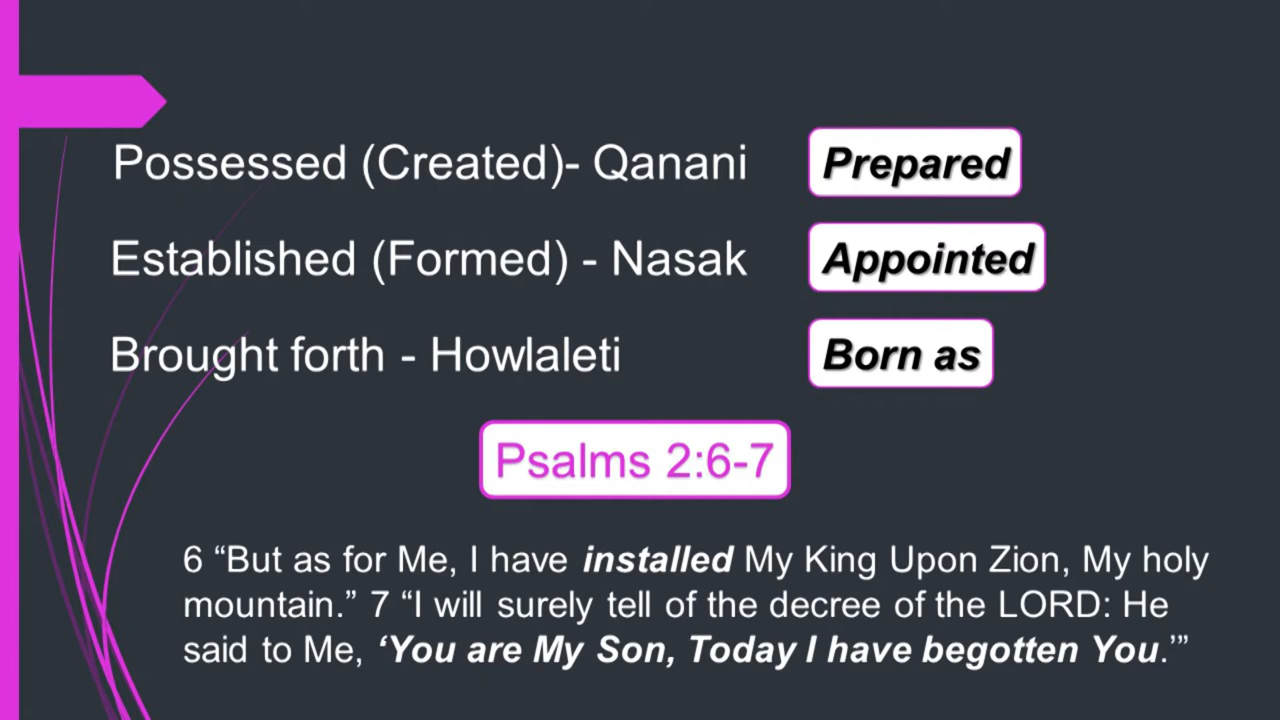 Possessed (Created)- Qanani Prepared
Established (Formed) - Nasak Appointed
Brought forth - Howlaleti Born as
Psalms 2:6-7
6 “But as for Me, I have installed My King Upon Zion, My holy
mountain.” 7 “I will surely tell of the decree of the LORD: He
said to Me, ‘You are My Son, Today I have begotten You.’”